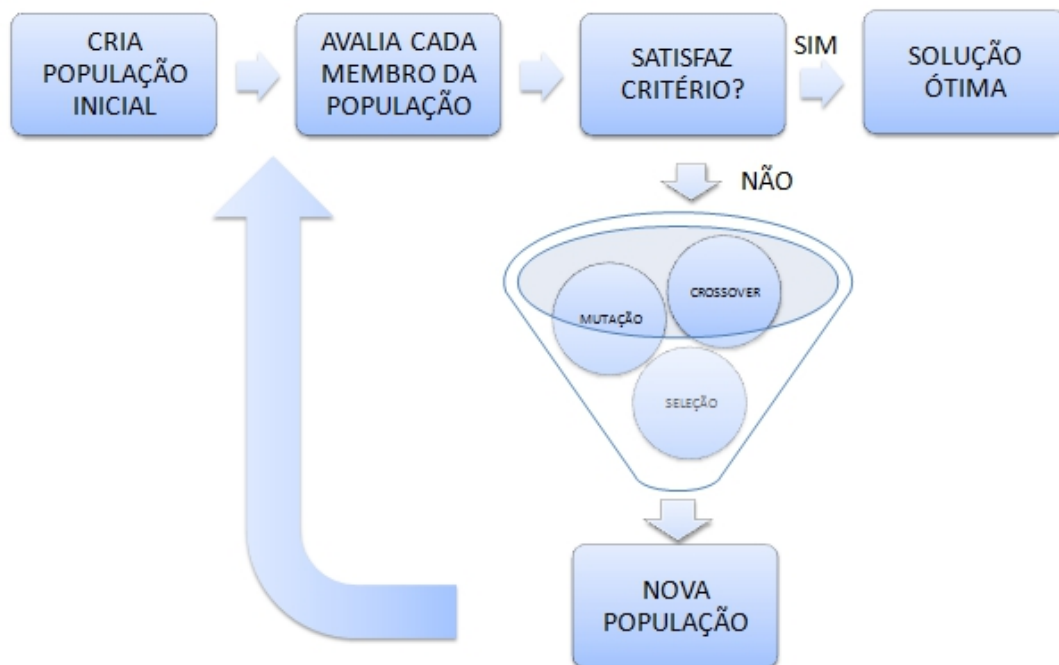 CRIA
POPULAÇÃO
INICIAL
AVALIA CADA
MEMBRO DA
POPULAÇÃO
SATISFAZ
CRITÉRIO?
SIM
SOLUÇÃO
ÓTIMA
NÃO
CROSSOVER
MUTAÇÃO
SELEÇÃO
NOVA
POPULAÇÃO